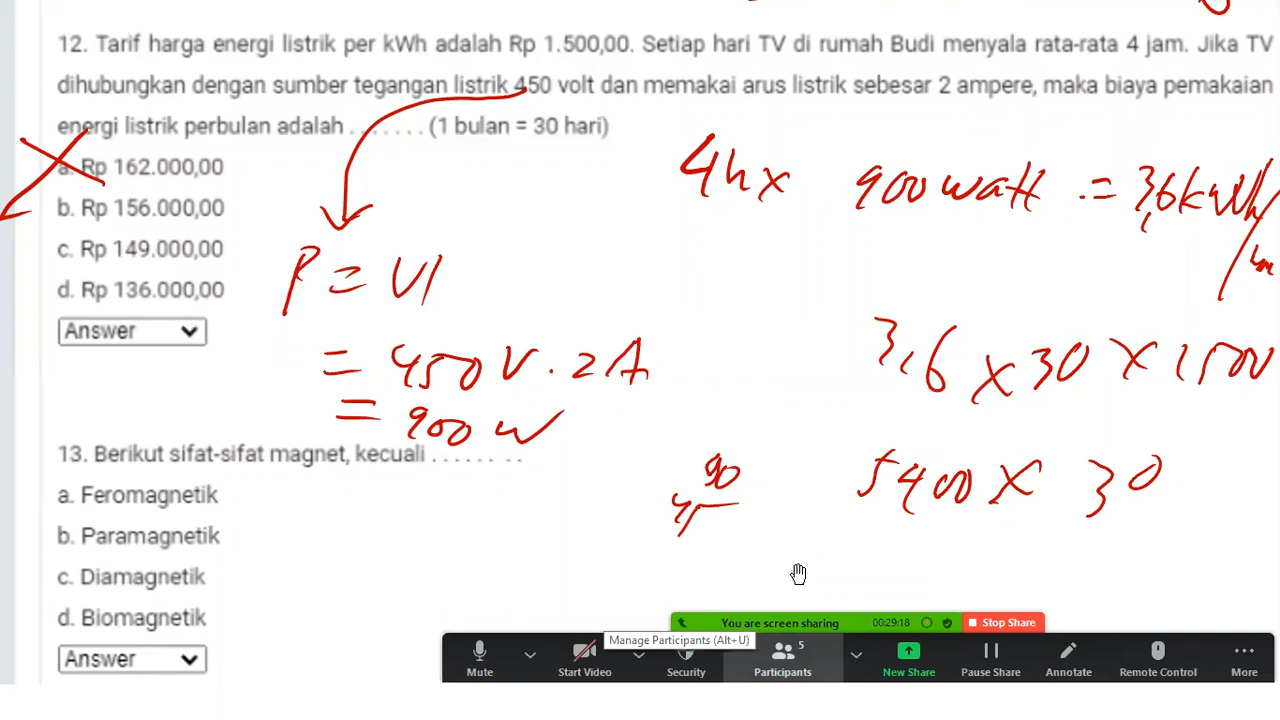 12. Tarif harga energi listrik per kWh adalah Rp 1.500,00. Setiap hari TV di rumah Budi menyala rata-rata 4 jam. Jika TV
dihubungkan dengan sumber tegangan listrik 450 volt dan memakai arus listrik sebesar 2 ampere, maka biaya pemakaian
energi listrik perbulan adalah . . . . . . . (1 bulan = 30 hari)
a. Rp 162.000,00
b. Rp 156.000,00
c. Rp 149.000,00
d. Rp 136.000,00
Answer
4h x 900 watt = 3,6 kWh/
P = VI
= 450 V . 2 A
= 900 W
3,6 x 30 x 1500
90
5400 x 30
13. Berikut sifat-sifat magnet, kecuali . . . . . . . .
a. Feromagnetik
b. Paramagnetik
c. Diamagnetik
d. Biomagnetik
Answer
You are screen sharing
00:29:18
Stop Share
Manage Participants (Alt+U)
5
Mute
Start Video
Security
Participants
New Share
Pause Share
Annotate
Remote Control
More